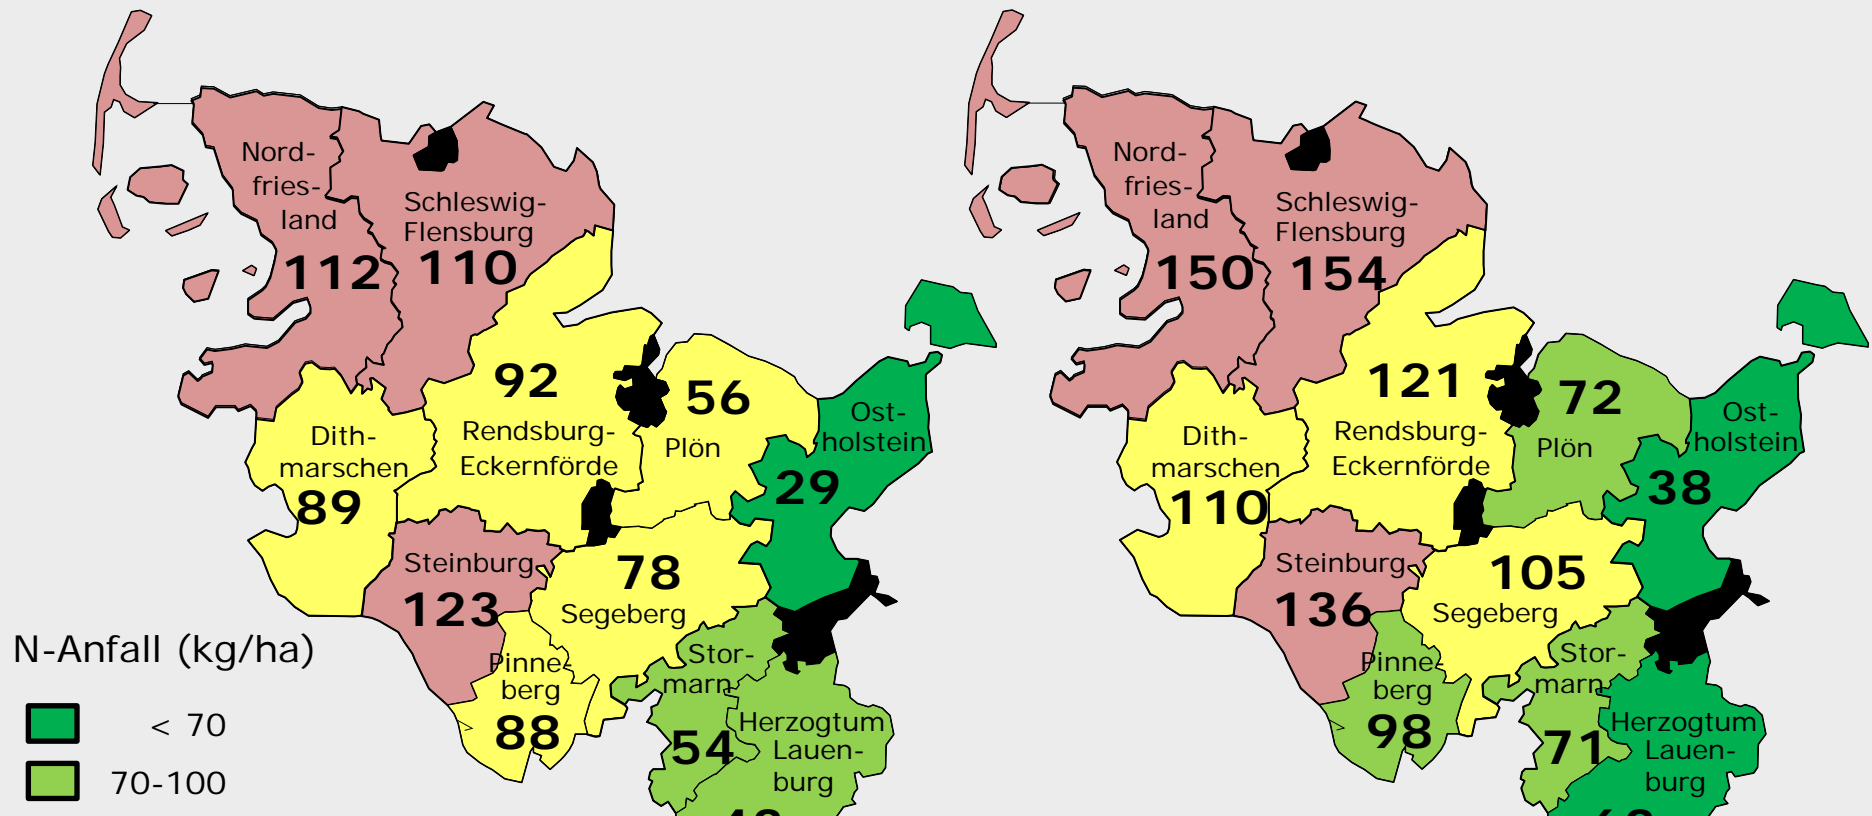 Nord-
fries-
land
112
Schleswig-
Flensburg
110
92
Rendsburg-
Eckernförde
56
Plön
Ost-
holstein
29
Dith-
marschen
89
Steinburg
123
78
Segeberg
Pinne-
berg
88
Stor-
marn
54
Herzogtum
Lauen-
burg
N-Anfall (kg/ha)
< 70
70-100
Nord-
fries-
land
150
Schleswig-
Flensburg
154
121
Rendsburg-
Eckernförde
72
Plön
Ost-
holstein
38
Dith-
marschen
110
Steinburg
136
105
Segeberg
Pinne-
berg
98
Stor-
marn
71
Herzogtum
Lauen-
burg